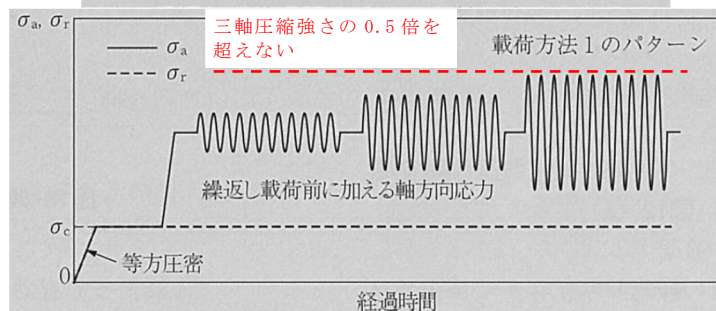 σa, σr
三軸圧縮強さの 0.5 倍を
超えない
載荷方法 1 のパターン
σa
σr
繰返し載荷前に加える軸方向応力
σc
等方圧密
0
経過時間